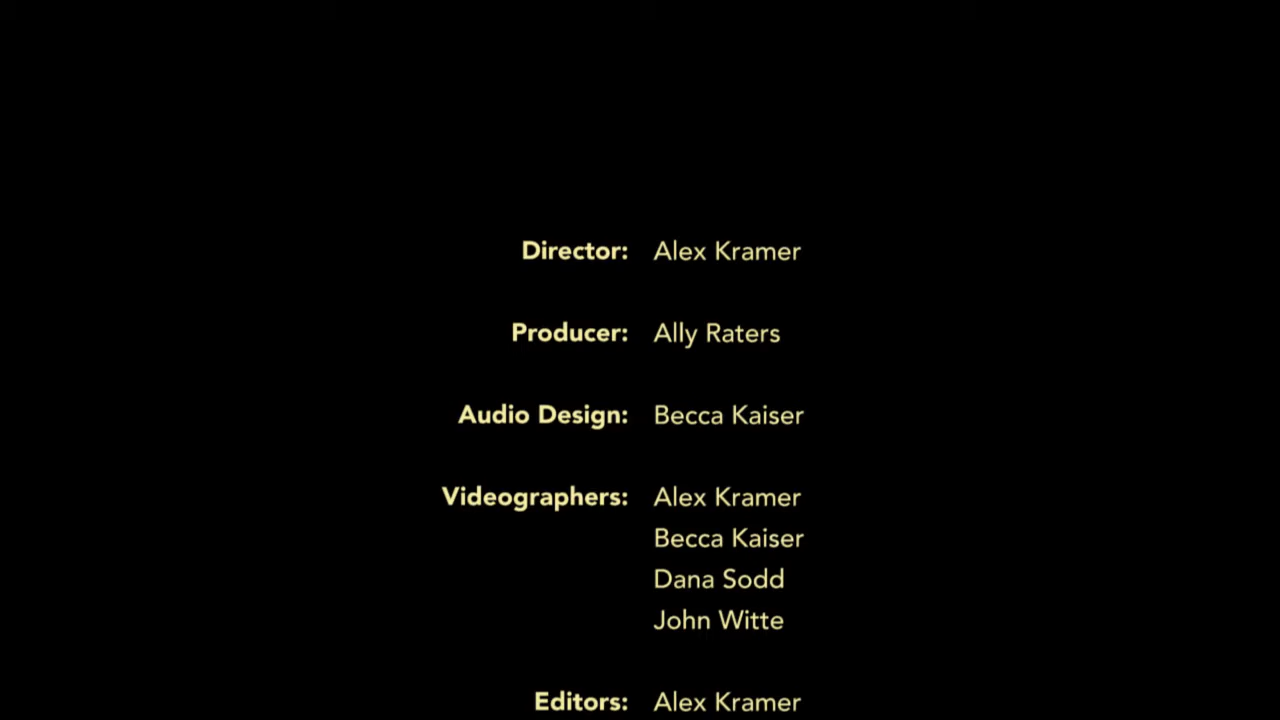 Director: Alex Kramer
Producer: Ally Raters
Audio Design: Becca Kaiser
Videographers: Alex Kramer
Becca Kaiser
Dana Sodd
John Witte
Editors: Alex Kramer